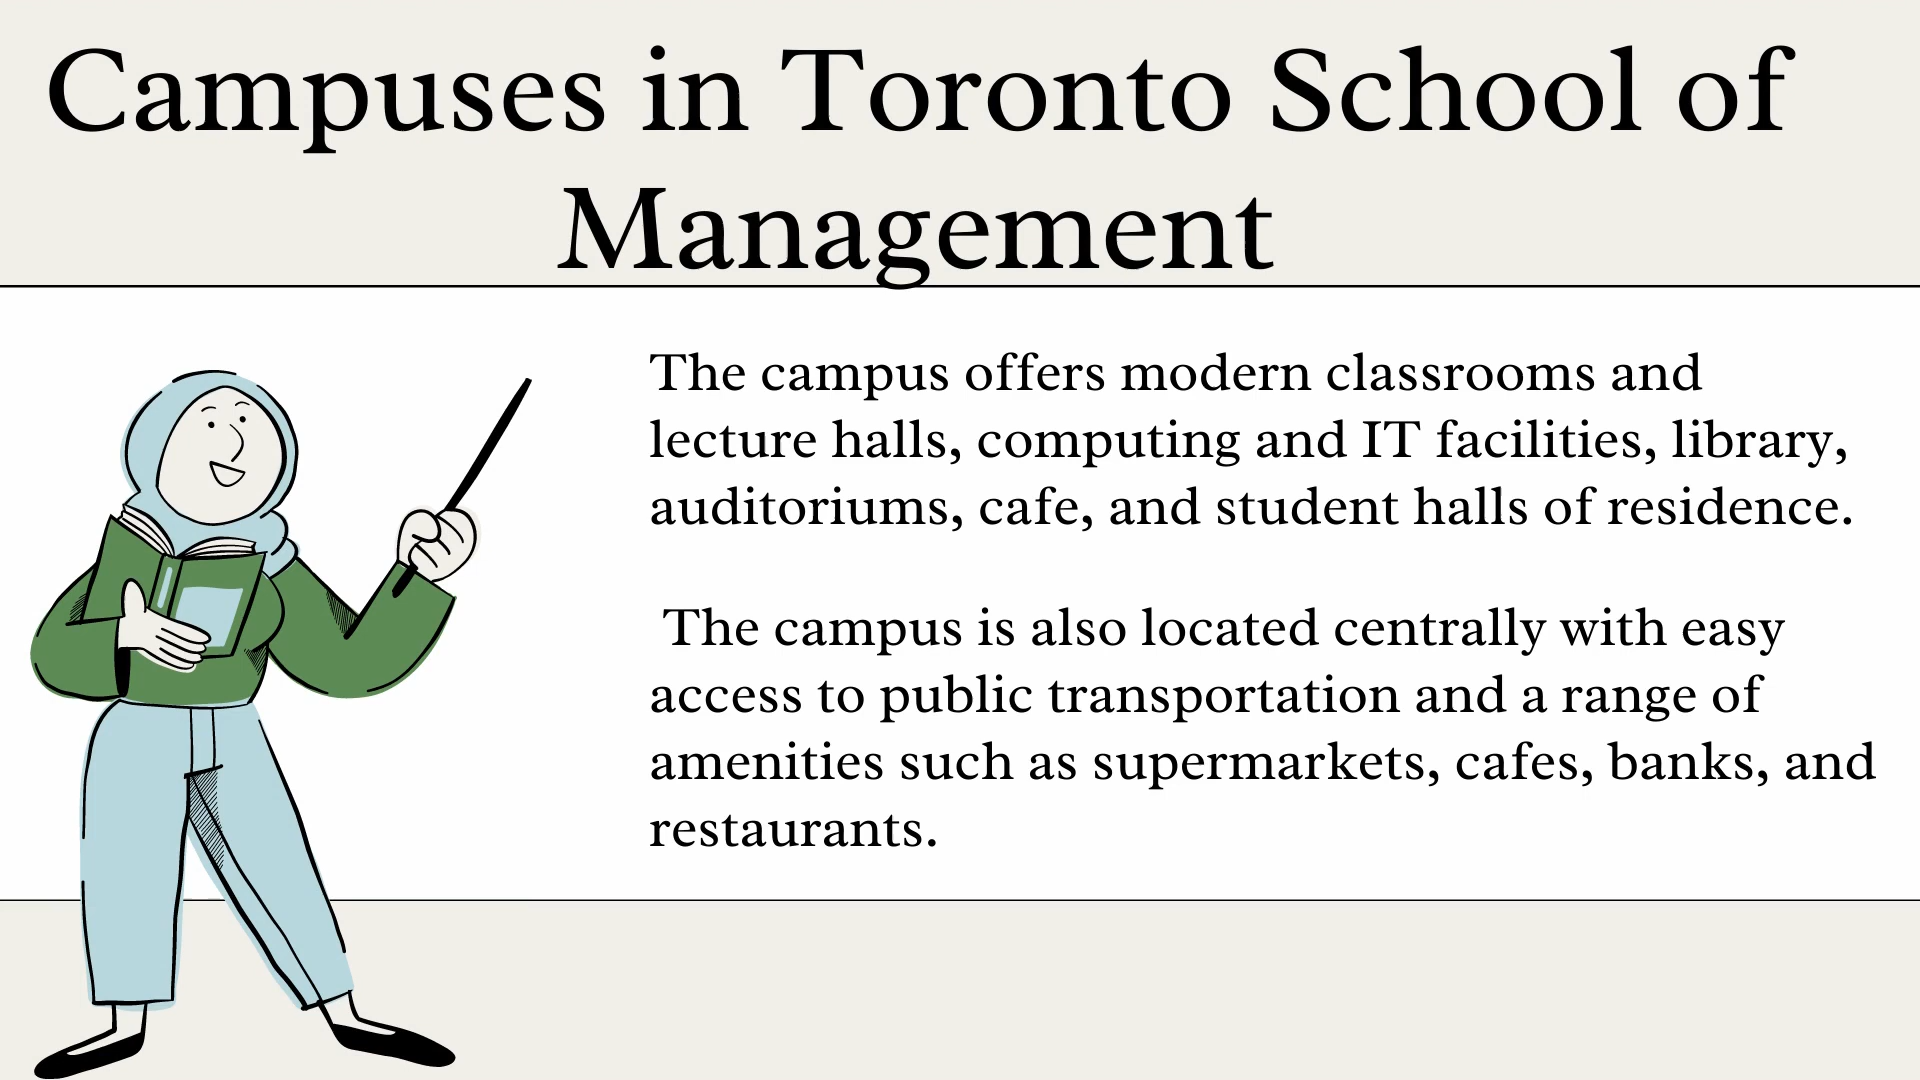 Campuses in Toronto School of
Management
The campus offers modern classrooms and
lecture halls, computing and IT facilities, library,
auditoriums, cafe, and student halls of residence.
The campus is also located centrally with easy
access to public transportation and a range of
amenities such as supermarkets, cafes, banks, and
restaurants.